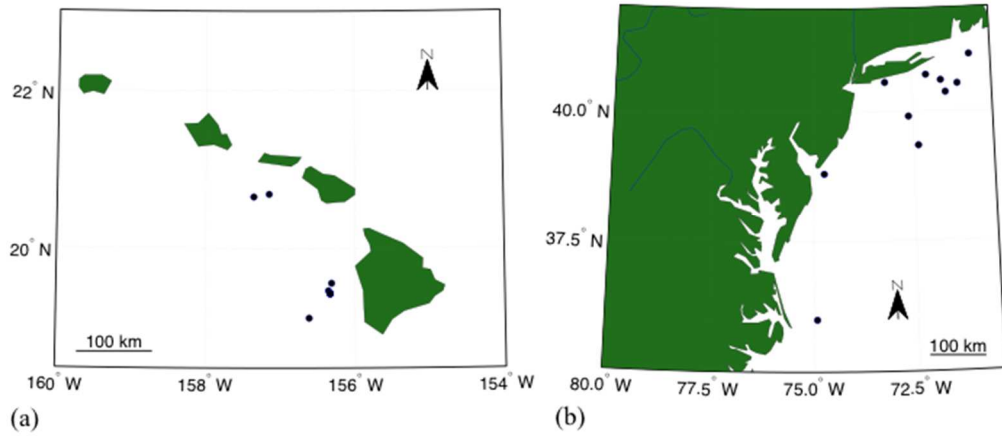 N
22° N
20° N
100 km
160 °W
158 °W
156 °W
154 °W
(a)
40.0° N
37.5° N
N
100 km
80.0° W
77.5° W
75.0° W
72.5° W
(b)